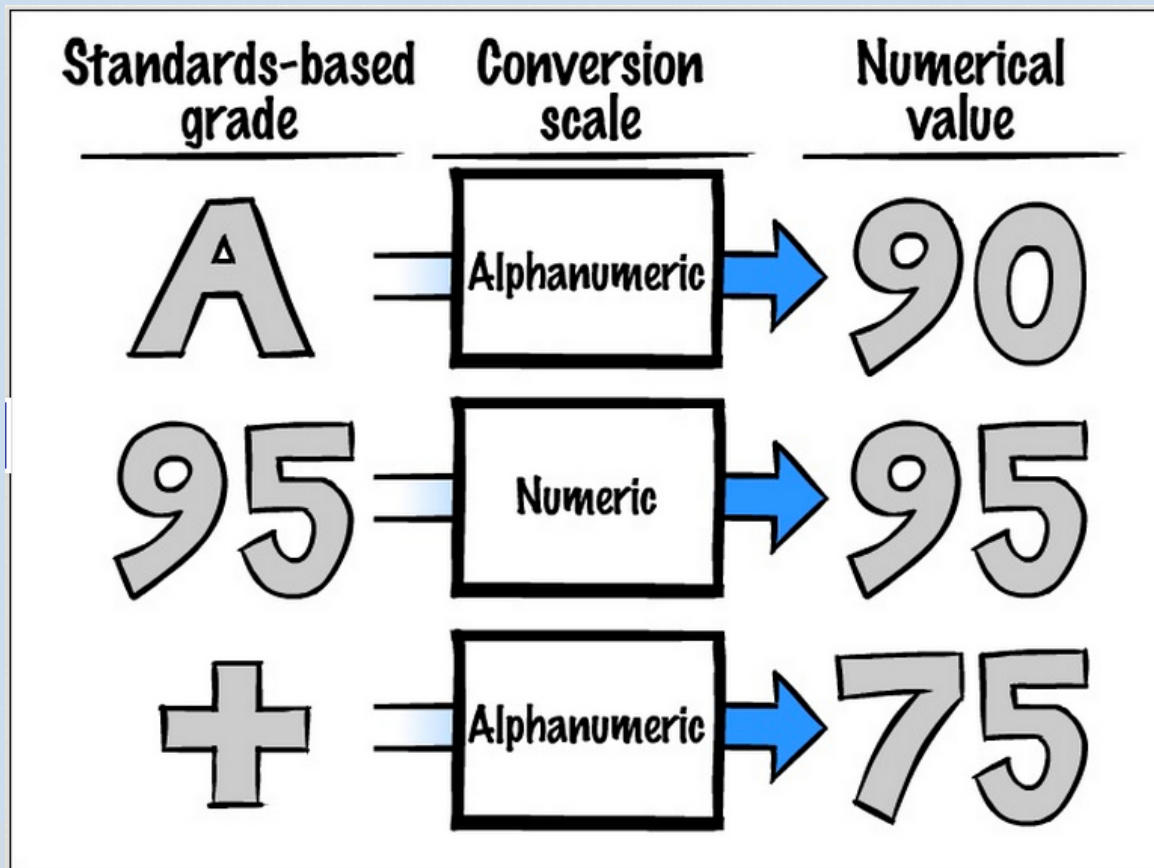 Standards-based
grade
Conversion
scale
Numerical
value
A
Alphanumeric
90
95
Numeric
95
+
Alphanumeric
75